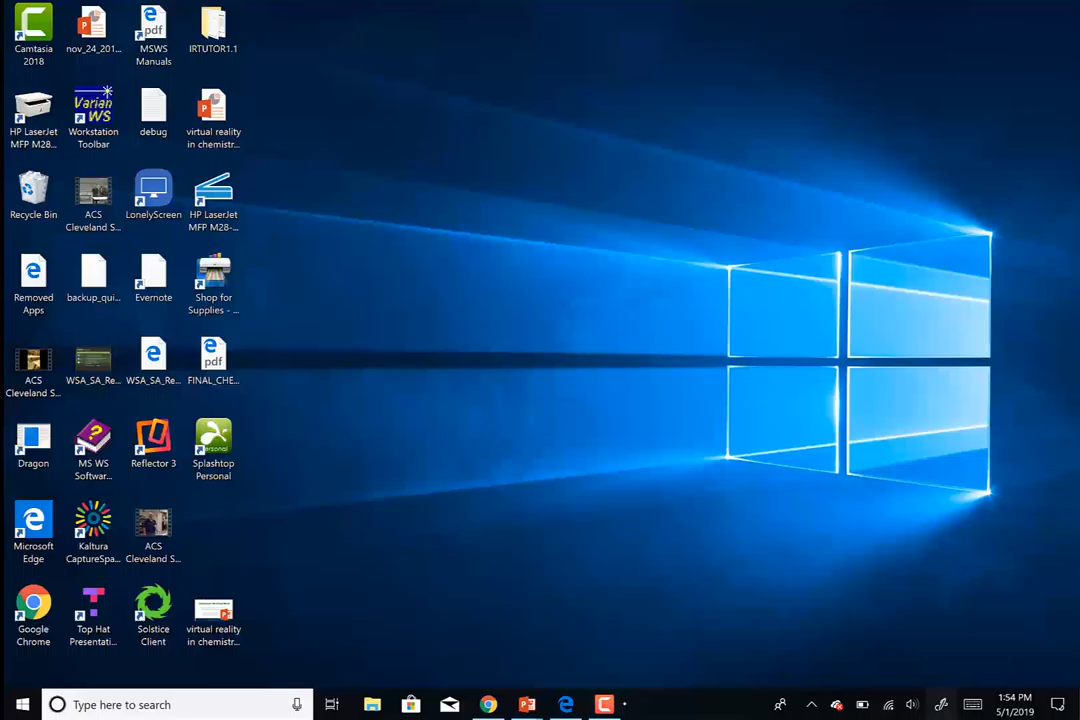 Camtasia
2018
nov_24_201...
pdf
MSWS
Manuals
IRTUTOR1.1
HP LaserJet
MFP M28...
Varian
WS
Workstation
Toolbar
debug
virtual reality
in chemistr...
Recycle Bin
ACS
Cleveland S...
LonelyScreen
HP LaserJet
MFP M28-...
Removed
Apps
backup_qui...
Evernote
Shop for
Supplies - ...
ACS
Cleveland S...
WSA_SA_Re...
WSA_SA_Re...
pdf
FINAL_CHE...
Dragon
MS WS
Softwar...
Reflector 3
personal
Splashtop
Personal
Microsoft
Edge
Kaltura
CaptureSpa...
ACS
Cleveland S...
Google
Chrome
Top Hat
Presentati...
Solstice
Client
virtual reality
in chemistr...
Type here to search
1:54 PM
5/1/2019